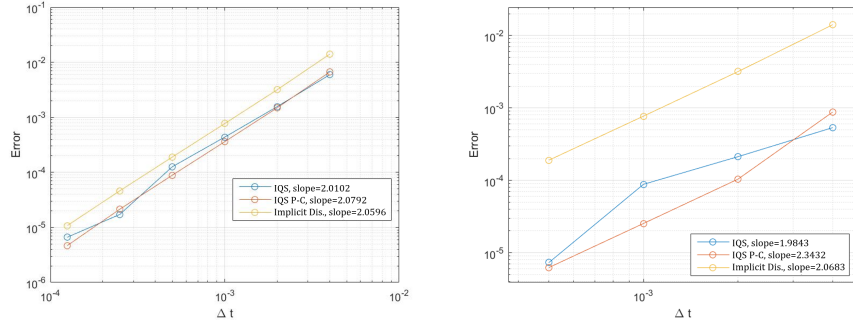 10^-1
10^-2
10^-3
10^-4
10^-5
10^-6
Error
10^-4
10^-3
10^-2
Δ t
IQS, slope=2.0102
IQS P-C, slope=2.0792
Implicit Dis., slope=2.0596
10^-2
10^-3
10^-4
10^-5
Error
10^-3
Δ t
IQS, slope=1.9843
IQS P-C, slope=2.3432
Implicit Dis., slope=2.0683